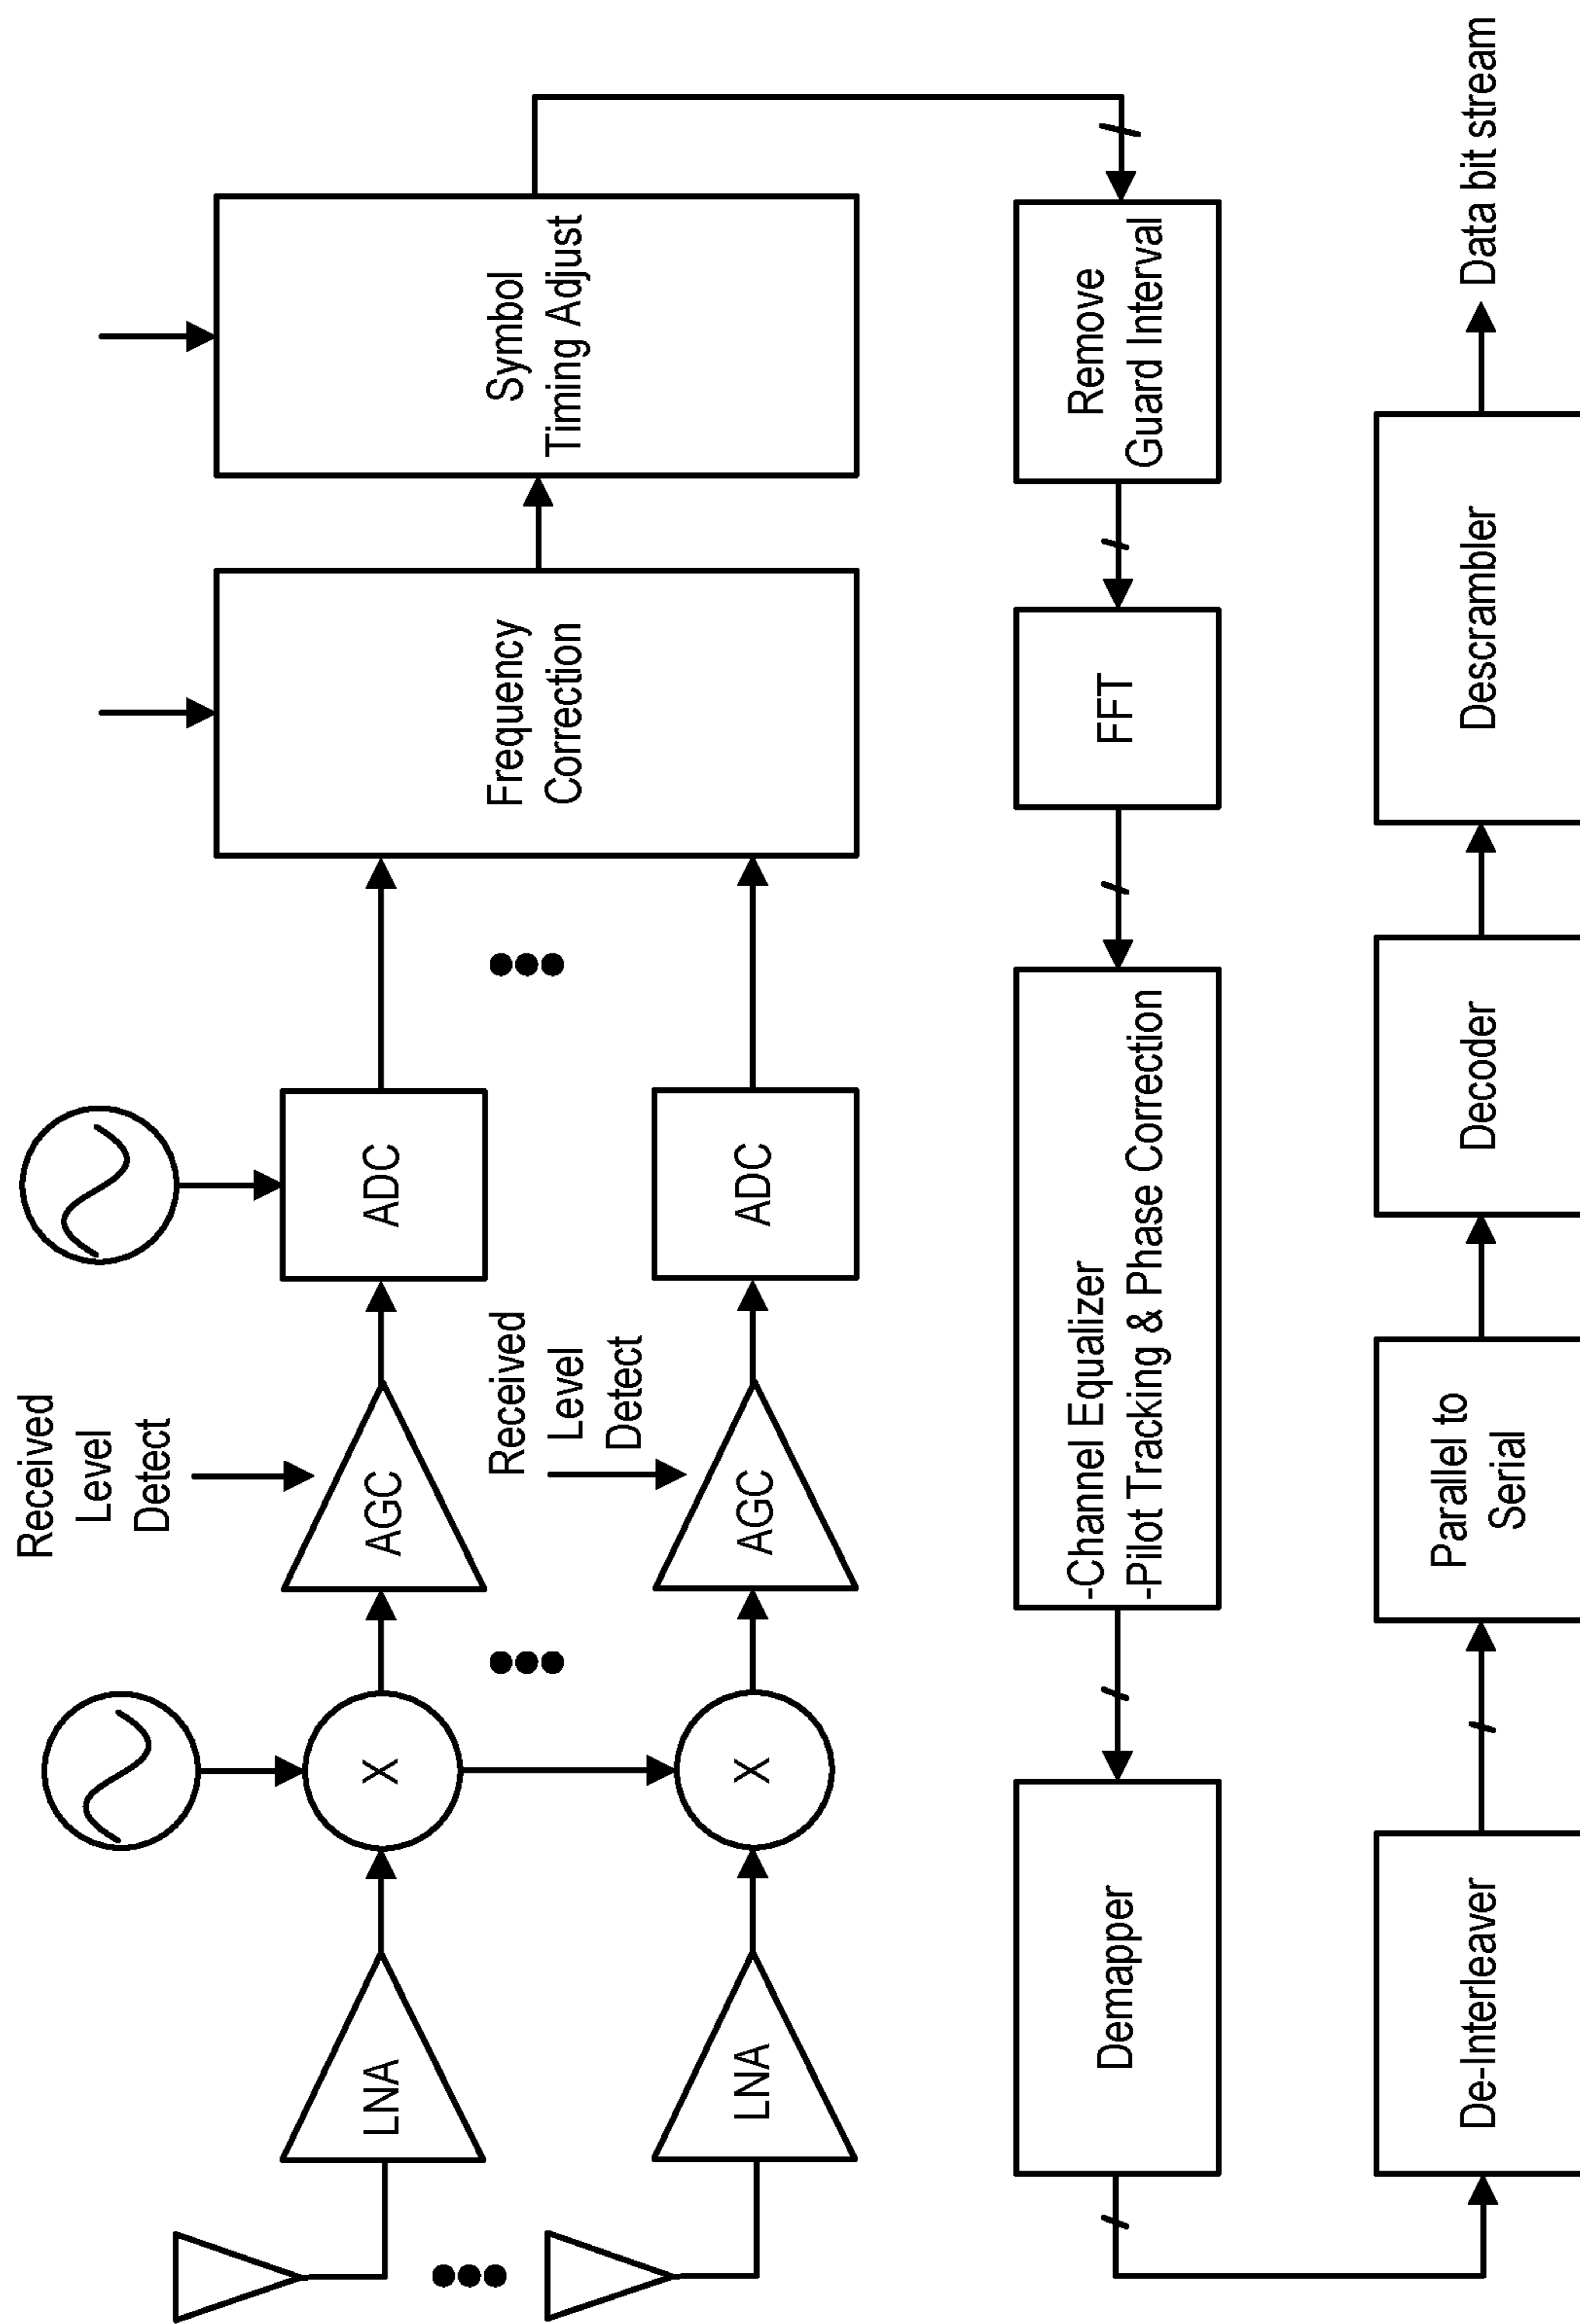 LNA
X
Received
Level
Detect
AGC
ADC
Frequency
Correction
Symbol
Timing Adjust
LNA
X
Received
Level
Detect
AGC
ADC
Remove
Guard Interval
FFT
-Channel Equalizer
-Pilot Tracking & Phase Correction
Demapper
De-Interleaver
Parallel to
Serial
Decoder
Descrambler
Data bit stream